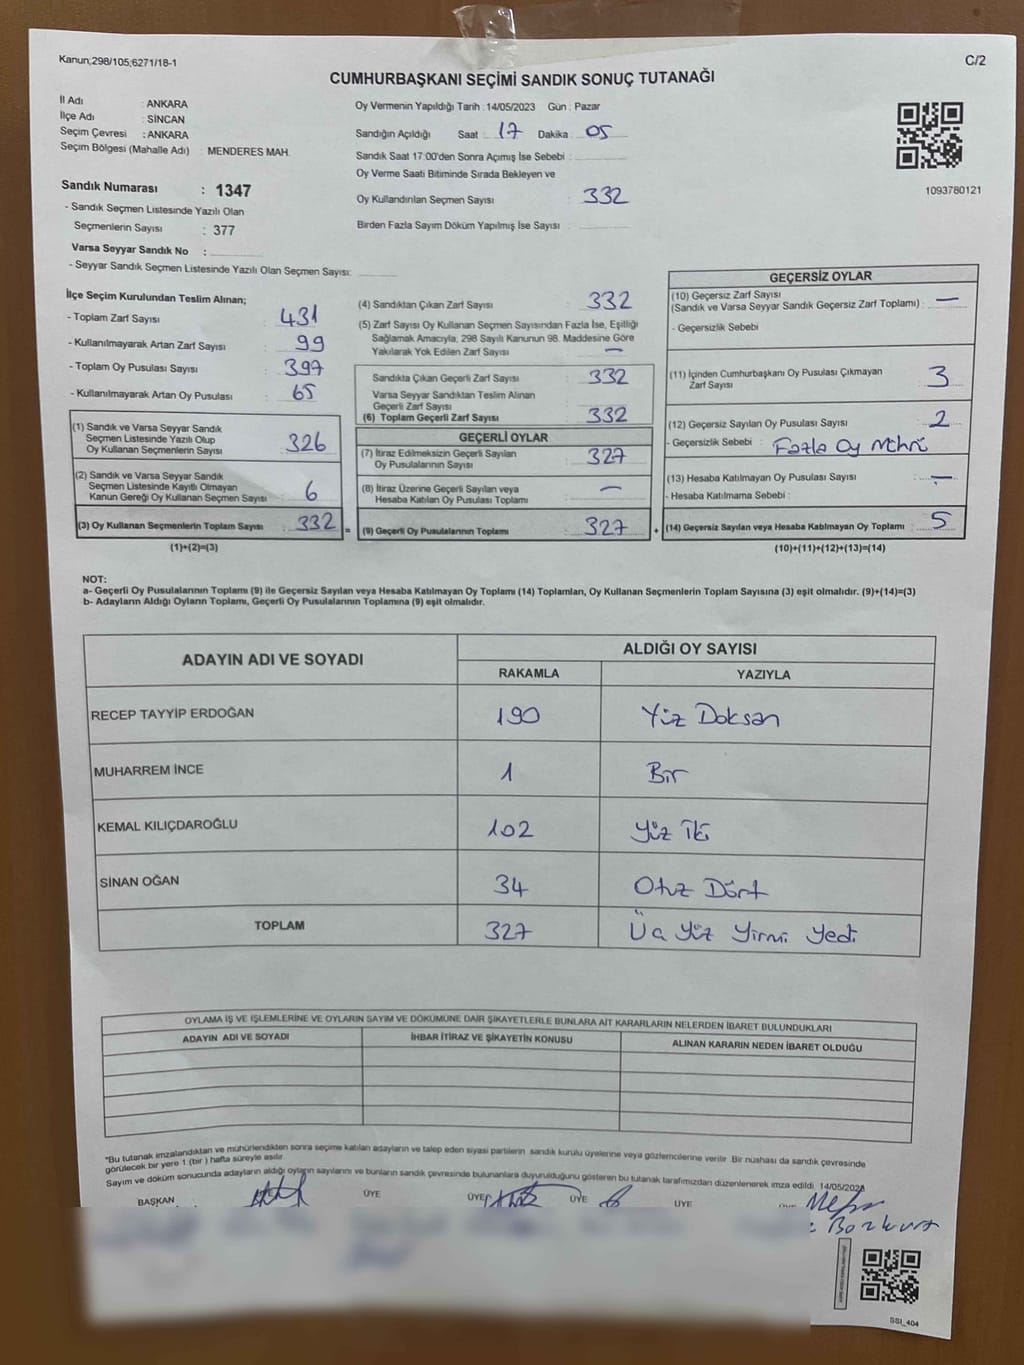 Kanun;298/105;6271/18-1
C/2
CUMHURBAŞKANI SEÇİMİ SANDIK SONUÇ TUTANAĞI
İl Adı : ANKARA
İlçe Adı : SİNCAN
Seçim Çevresi : ANKARA
Seçim Bölgesi (Mahalle Adı) : MENDERES MAH.
Sandık Numarası : 1347
- Sandık Seçmen Listesinde Yazılı Olan
Seçmenlerin Sayısı : 377
Varsa Seyyar Sandık No :
- Seyyar Sandık Seçmen Listesinde Yazılı Olan Seçmen Sayısı:
Oy Vermenin Yapıldığı Tarih : 14/05/2023 Gün : Pazar
Sandığın Açıldığı Saat : 17 Dakika : 05
Sandık Saat 17:00'den Sonra Açımış İse Sebebi :
Oy Verme Saati Bitiminde Sırada Bekleyen ve
Oy Kullandırılan Seçmen Sayısı : 332
Birden Fazla Sayım Döküm Yapılmış İse Sayısı :
1093780121
İlçe Seçim Kurulundan Teslim Alınan;
- Toplam Zarf Sayısı : 431
- Kullanılmayarak Artan Zarf Sayısı : 99
- Toplam Oy Pusulası Sayısı : 397
- Kullanılmayarak Artan Oy Pusulası : 65
(1) Sandık ve Varsa Seyyar Sandık
Seçmen Listesinde Yazılı Olup
Oy Kullanan Seçmenlerin Sayısı : 326
(2) Sandık ve Varsa Seyyar Sandık
Seçmen Listesinde Kayıtlı Olmayan
Kanun Gereği Oy Kullanan Seçmen Sayısı : 6
(3) Oy Kullanan Seçmenlerin Toplam Sayısı : 332 =
(1)+(2)=(3)
(4) Sandıktan Çıkan Zarf Sayısı : 332
(5) Zarf Sayısı Oy Kullanan Seçmen Sayısından Fazla İse, Eşitliği
Sağlamak Amacıyla, 298 Sayılı Kanunun 98. Maddesine Göre
Yakılarak Yok Edilen Zarf Sayısı : —
Sandıkta Çıkan Geçerli Zarf Sayısı : 332
Varsa Seyyar Sandıktan Teslim Alınan
Geçerli Zarf Sayısı :
(6) Toplam Geçerli Zarf Sayısı : 332
GEÇERLİ OYLAR
(7) İtiraz Edilmeksizin Geçerli Sayılan
Oy Pusulalarının Sayısı : 327
(8) İtiraz Üzerine Geçerli Sayılan veya
Hesaba Katılan Oy Pusulası Toplamı : —
(9) Geçerli Oy Pusulalarının Toplamı : 327 +
GEÇERSİZ OYLAR
(10) Geçersiz Zarf Sayısı
(Sandık ve Varsa Seyyar Sandık Geçersiz Zarf Toplamı) : —
- Geçersizlik Sebebi
(11) İçinden Cumhurbaşkanı Oy Pusulası Çıkmayan
Zarf Sayısı : 3
(12) Geçersiz Sayılan Oy Pusulası Sayısı : 2
- Geçersizlik Sebebi : Fazla Oy Mührü
(13) Hesaba Katılmayan Oy Pusulası Sayısı : —
- Hesaba Katılmama Sebebi :
(14) Geçersiz Sayılan veya Hesaba Katılmayan Oy Toplamı : 5
(10)+(11)+(12)+(13)=(14)
NOT:
a- Geçerli Oy Pusulalarının Toplamı (9) ile Geçersiz Sayılan veya Hesaba Katılmayan Oy Toplamı (14) Toplamları, Oy Kullanan Seçmenlerin Toplam Sayısına (3) eşit olmalıdır. (9)+(14)=(3)
b- Adayların Aldığı Oyların Toplamı, Geçerli Oy Pusulalarının Toplamına (9) eşit olmalıdır.
ADAYIN ADI VE SOYADI
ALDIĞI OY SAYISI
RAKAMLA YAZIYLA
RECEP TAYYİP ERDOĞAN 190 Yüz Doksan
MUHARREM İNCE 1 Bir
KEMAL KILIÇDAROĞLU 102 Yüz İki
SİNAN OĞAN 34 Otuz Dört
TOPLAM 327 Üç Yüz Yirmi Yedi
OYLAMA İŞ VE İŞLEMLERİNE VE OYLARIN SAYIM VE DÖKÜMÜNE DAİR ŞİKAYETLERLE BUNLARA AİT KARARLARIN NELERDEN İBARET BULUNDUKLARI
ADAYIN ADI VE SOYADI İHBAR İTİRAZ VE ŞİKAYETİN KONUSU ALINAN KARARIN NEDEN İBARET OLDUĞU
*Bu tutanak imzalandıktan ve mühürlendikten sonra seçime katılan adayların ve talep eden siyasi partilerin sandık kurulu üyelerine veya gözlemcilerine verilir. Bir nüshası da sandık çevresinde
görülecek bir yere 1 (bir ) hafta süreyle asılır.
Sayım ve döküm sonucunda adayların aldığı oyların sayılarını ve bunların sandık çevresinde bulunanlara duyurulduğunu gösteren bu tutanak tarafımızdan düzenlenerek imza edildi. 14/05/2023
BAŞKAN ÜYE ÜYE ÜYE ÜYE
Bozkurt
SSI_404